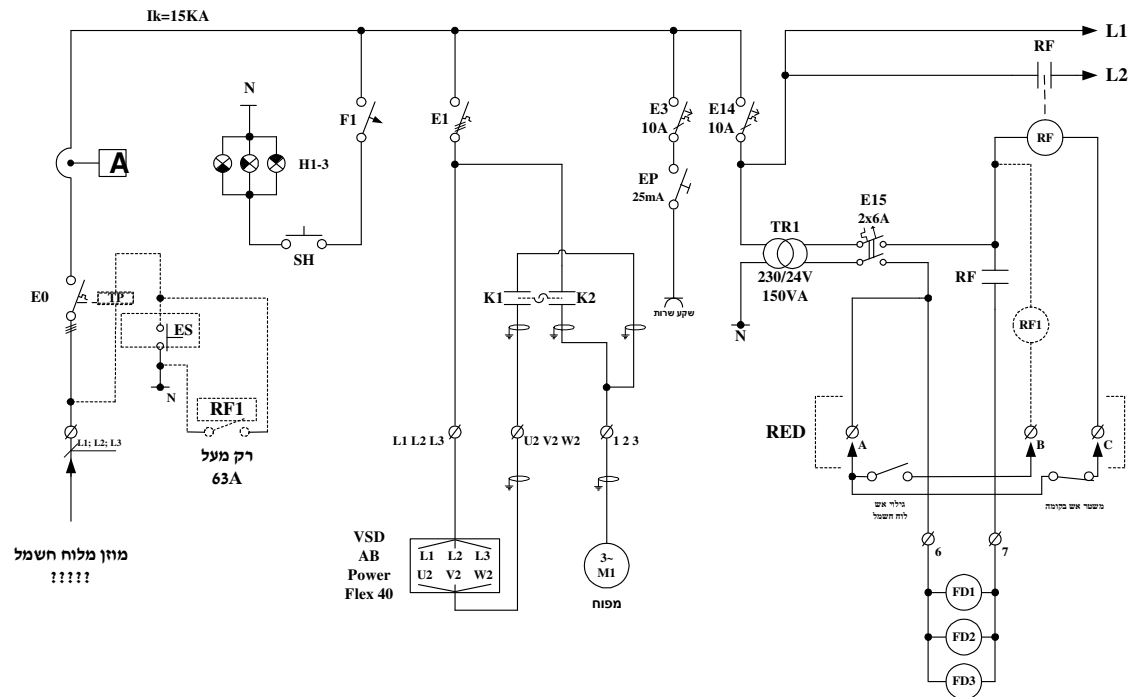 Ik=15KA
L1
RF
L2
N
F1
E1
E3
10A
E14
10A
RF
A
H1-3
EP
25mA
E15
2x6A
SH
TR1
E0
TP
K1
K2
230/24V
150VA
RF
ES
שקע שרות
N
RF1
N
RF1
L1; L2; L3
רק מעל
63A
L1 L2 L3
U2 V2 W2
1 2 3
RED
A
B
C
גילוי אש
לוח חשמל
משטר אש בקומה
מוזן מלוח חשמל
?????
VSD
AB
Power
Flex 40
L1 L2 L3
U2 V2 W2
3~
M1
מפוח
6
7
FD1
FD2
FD3